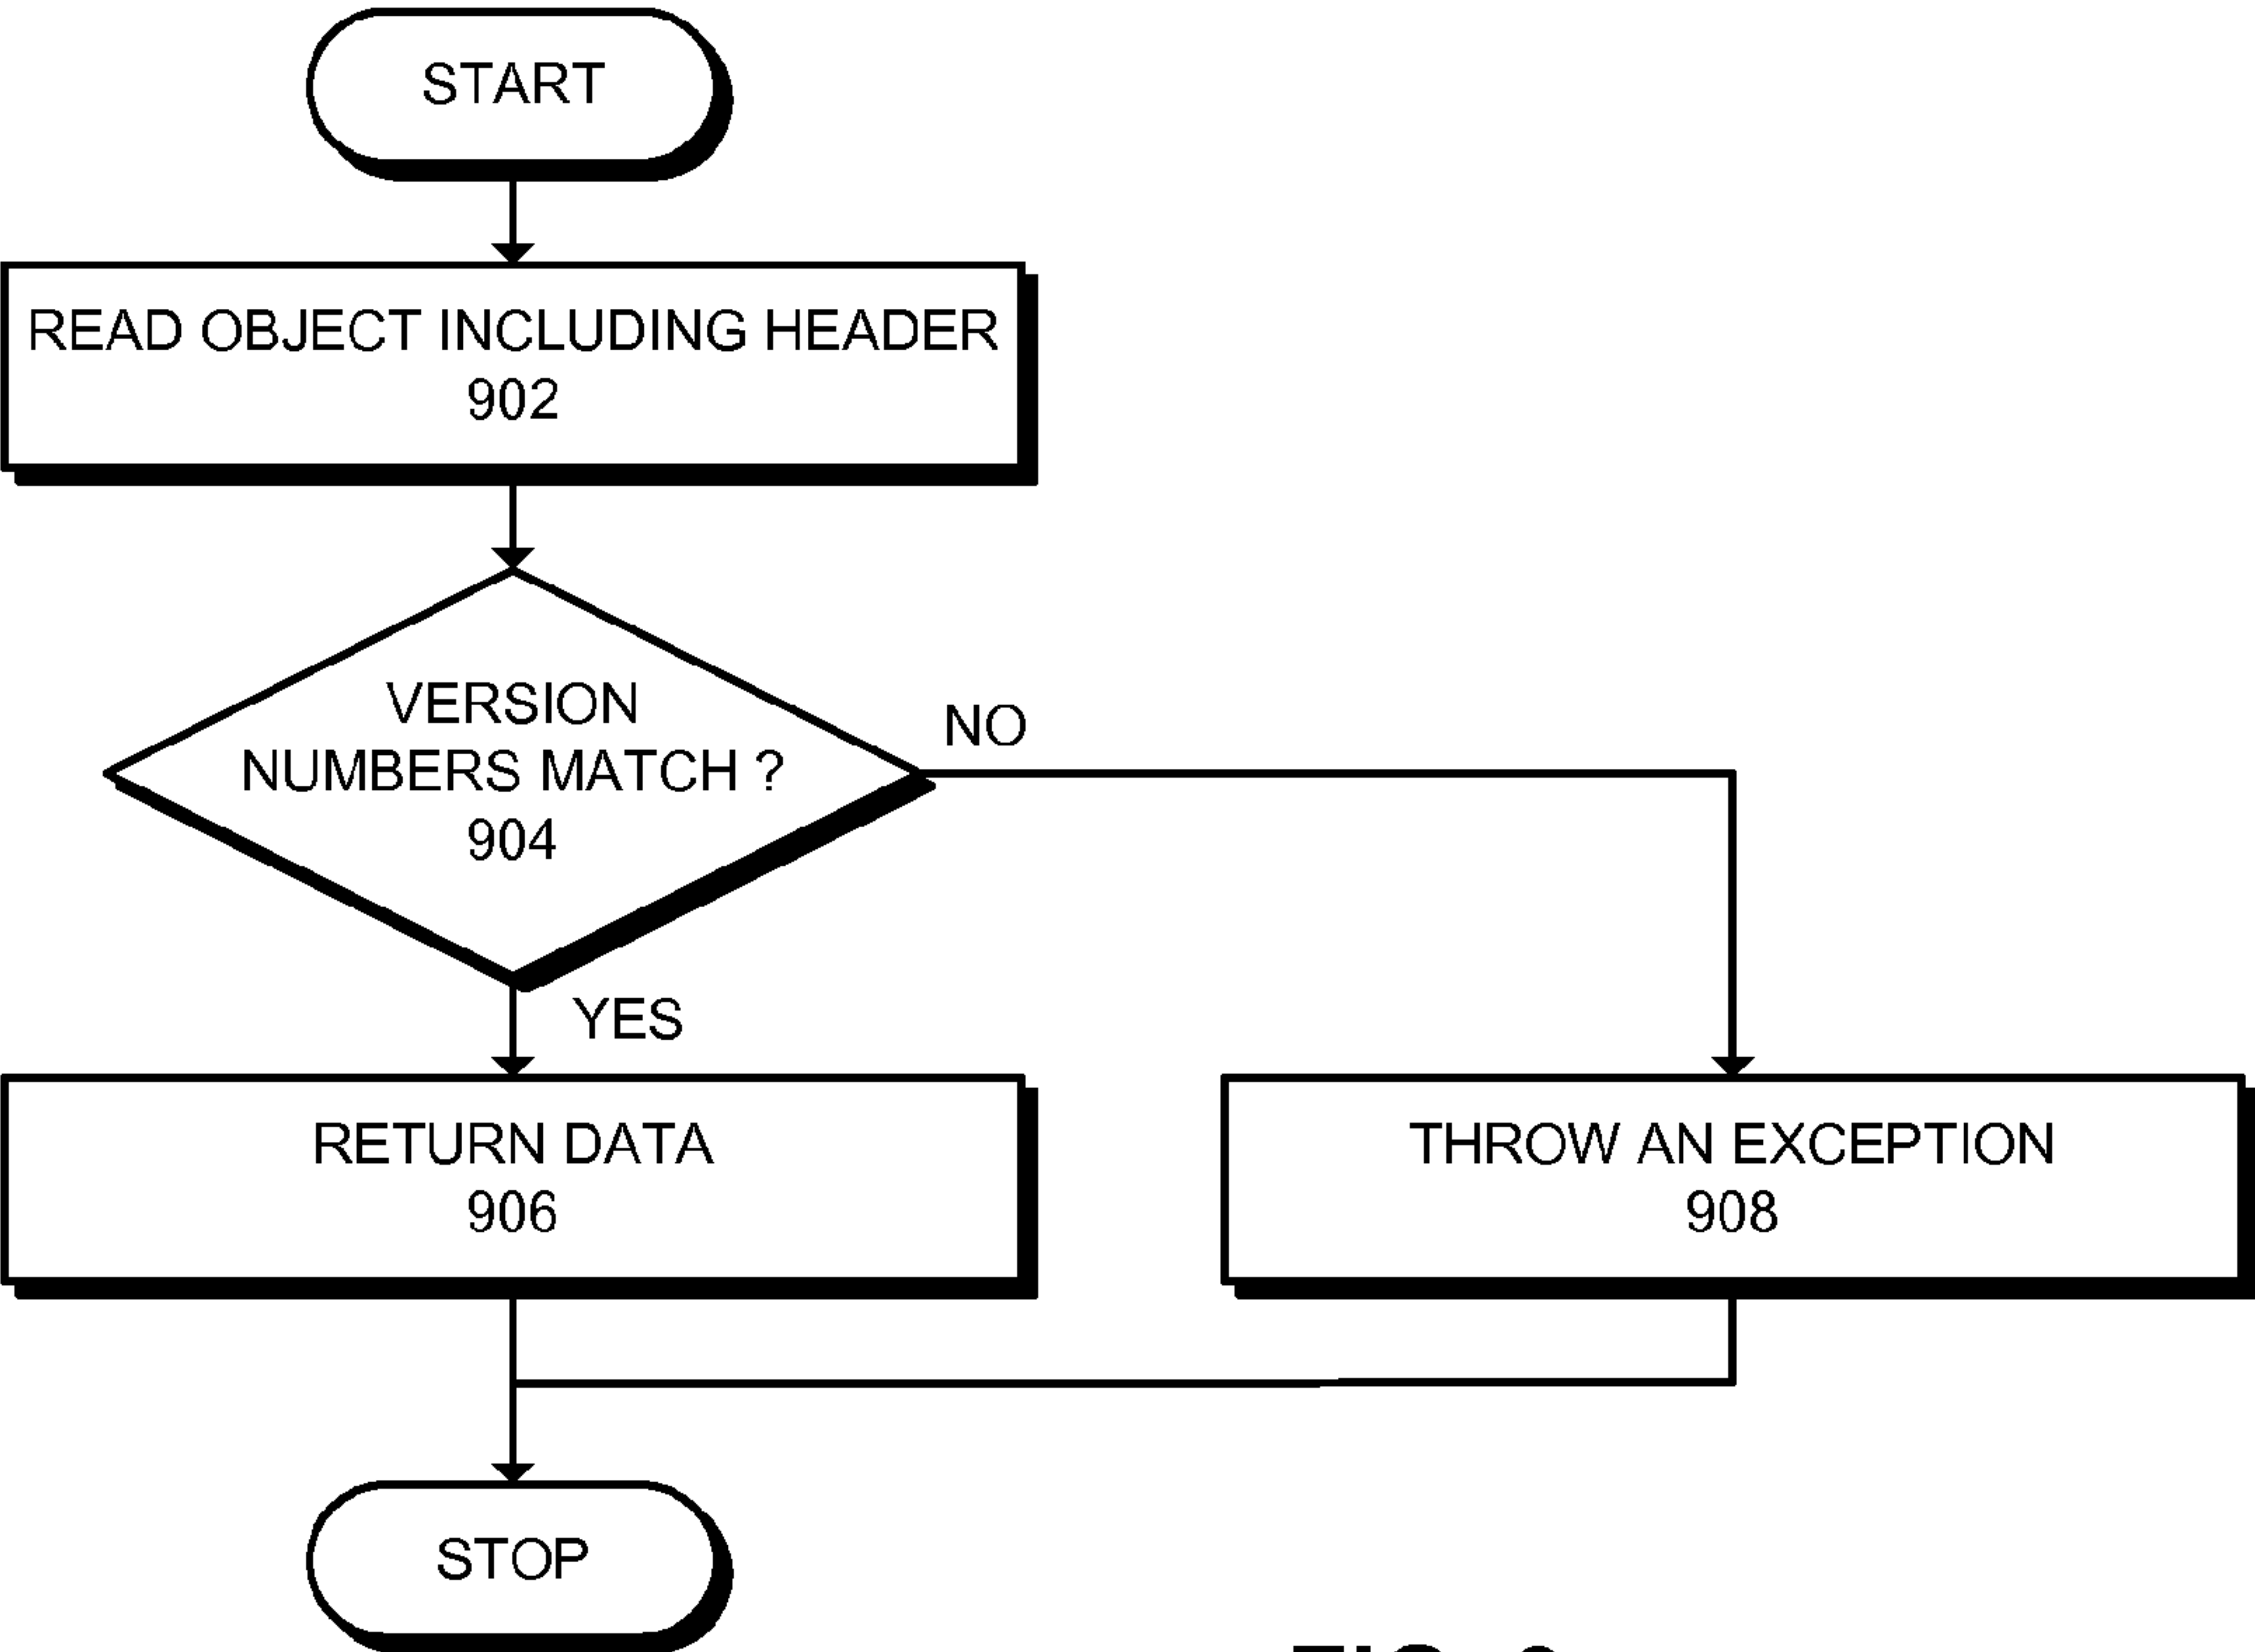 START
READ OBJECT INCLUDING HEADER
902
VERSION
NUMBERS MATCH ?
904
NO
YES
RETURN DATA
906
THROW AN EXCEPTION
908
STOP